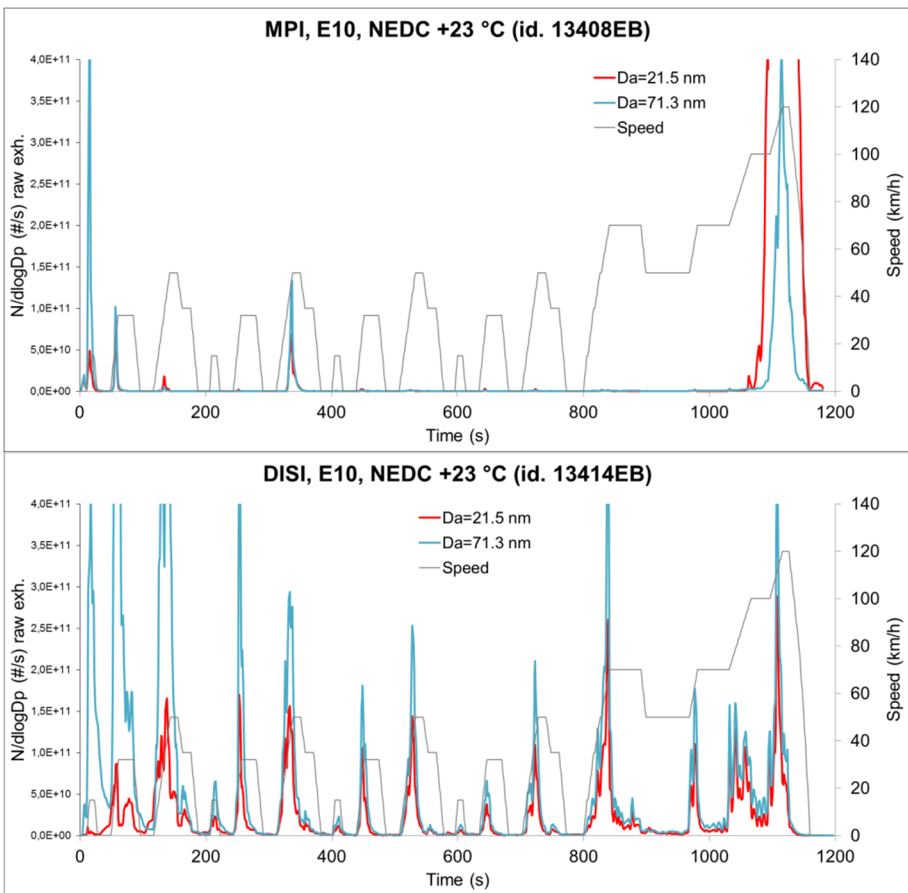 MPI, E10, NEDC +23 °C (id. 13408EB)
4,0E+11
3,5E+11
3,0E+11
2,5E+11
2,0E+11
1,5E+11
1,0E+11
5,0E+10
0,0E+00
N/dlogDp (#/s) raw exh.
Da=21.5 nm
Da=71.3 nm
Speed
140
120
100
80
60
40
20
0
Speed (km/h)
0 200 400 600 800 1000 1200
Time (s)
DISI, E10, NEDC +23 °C (id. 13414EB)
4,0E+11
3,5E+11
3,0E+11
2,5E+11
2,0E+11
1,5E+11
1,0E+11
5,0E+10
0,0E+00
N/dlogDp (#/s) raw exh.
Da=21.5 nm
Da=71.3 nm
Speed
140
120
100
80
60
40
20
0
Speed (km/h)
0 200 400 600 800 1000 1200
Time (s)